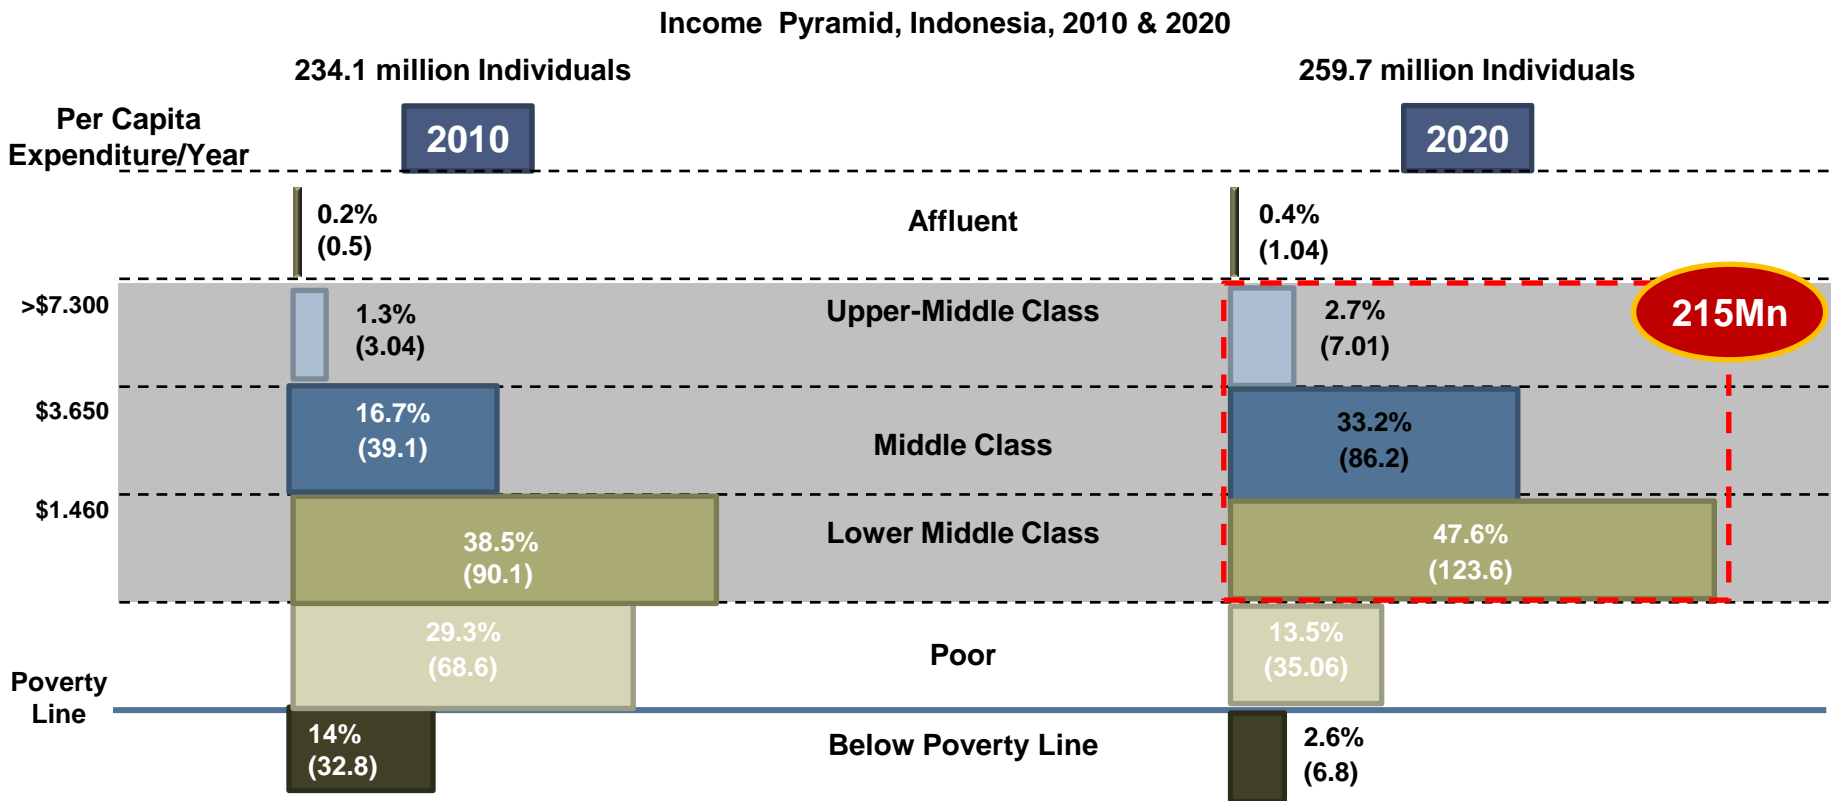 Income Pyramid, Indonesia, 2010 & 2020
234.1 million Individuals
259.7 million Individuals
Per Capita
Expenditure/Year
2010
2020
0.2%
(0.5)
Affluent
0.4%
(1.04)
>$7.300
1.3%
(3.04)
Upper-Middle Class
2.7%
(7.01)
215Mn
$3.650
16.7%
(39.1)
Middle Class
33.2%
(86.2)
$1.460
38.5%
(90.1)
Lower Middle Class
47.6%
(123.6)
29.3%
(68.6)
Poor
13.5%
(35.06)
Poverty
Line
14%
(32.8)
Below Poverty Line
2.6%
(6.8)